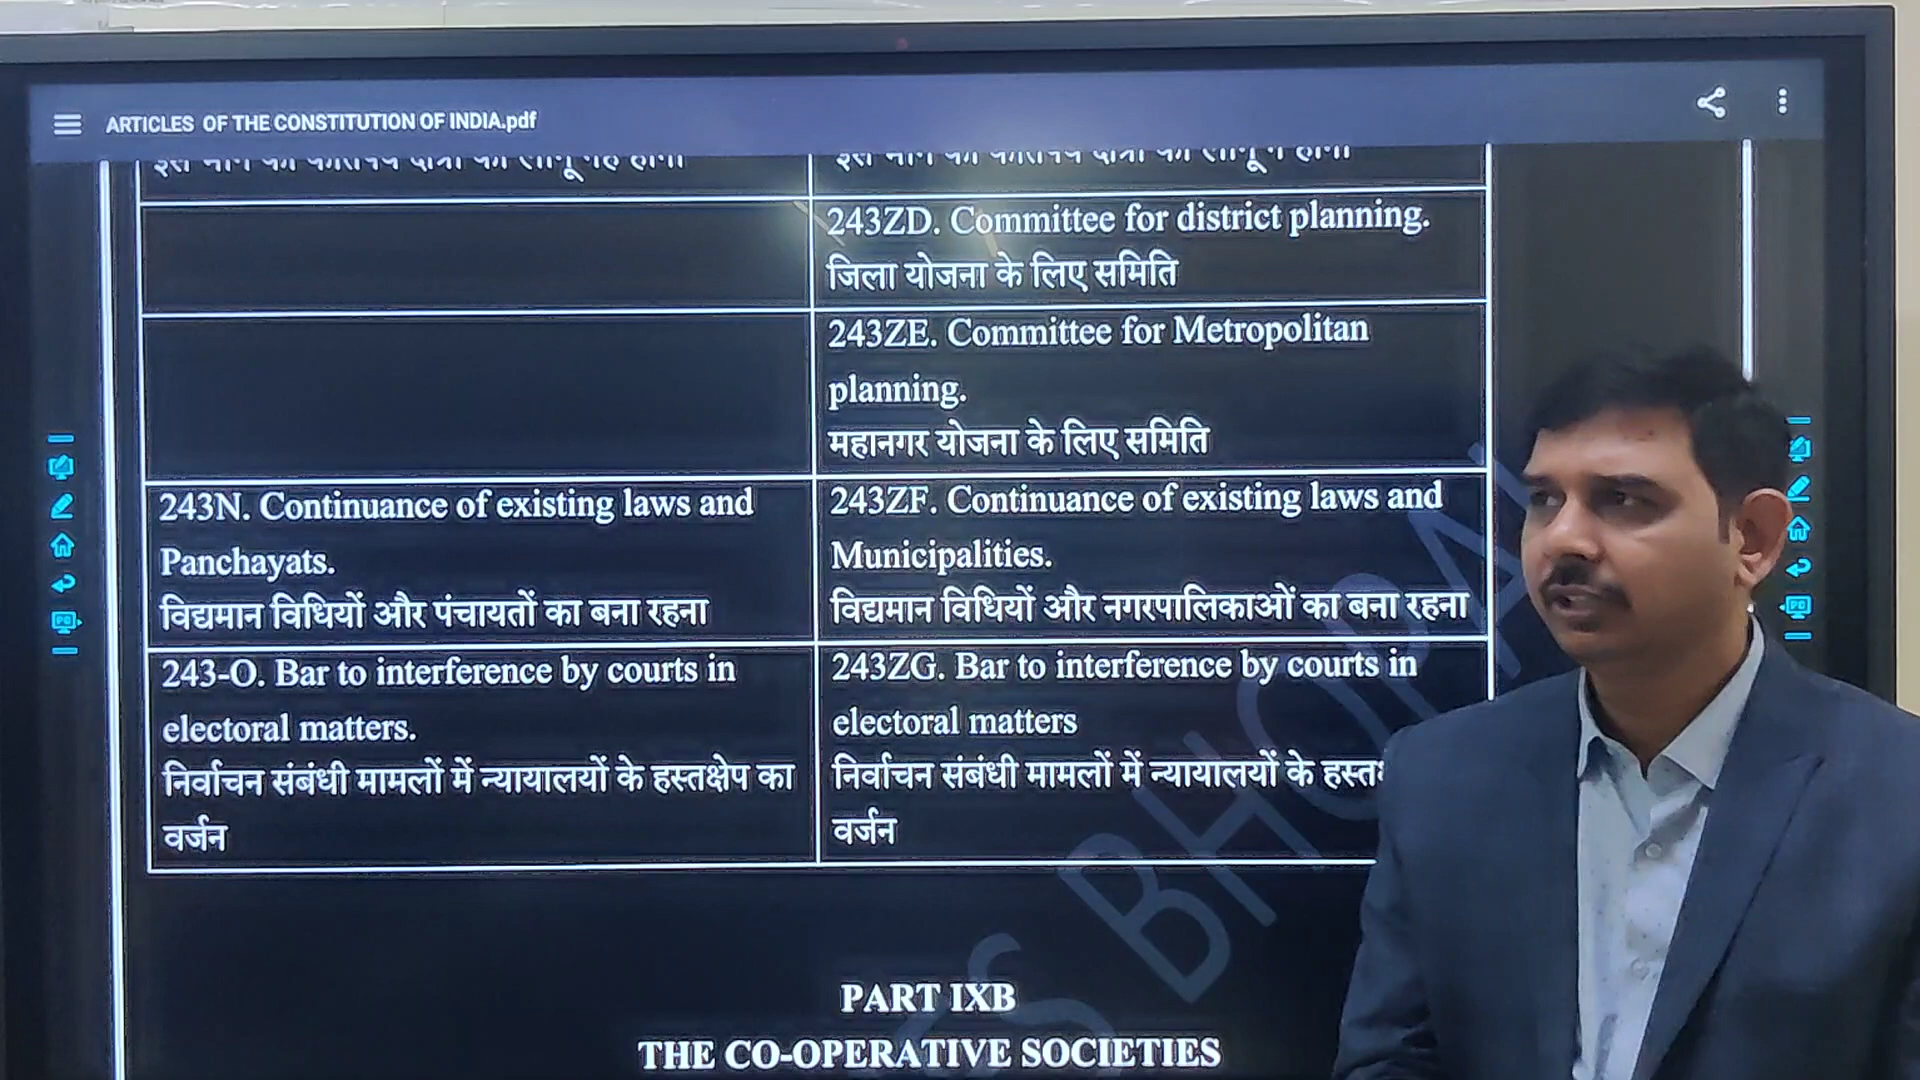 ARTICLES OF THE CONSTITUTION OF INDIA.pdf
243ZD. Committee for district planning.
जिला योजना के लिए समिति
243ZE. Committee for Metropolitan
planning.
महानगर योजना के लिए समिति
243N. Continuance of existing laws and
Panchayats.
विद्यमान विधियों और पंचायतों का बना रहना
243ZF. Continuance of existing laws and
Municipalities.
विद्यमान विधियों और नगरपालिकाओं का बना रहना
243-O. Bar to interference by courts in
electoral matters.
निर्वाचन संबंधी मामलों में न्यायालयों के हस्तक्षेप का
वर्जन
243ZG. Bar to interference by courts in
electoral matters
निर्वाचन संबंधी मामलों में न्यायालयों के
वर्जन
PART IXB
THE CO-OPERATIVE SOCIETIES